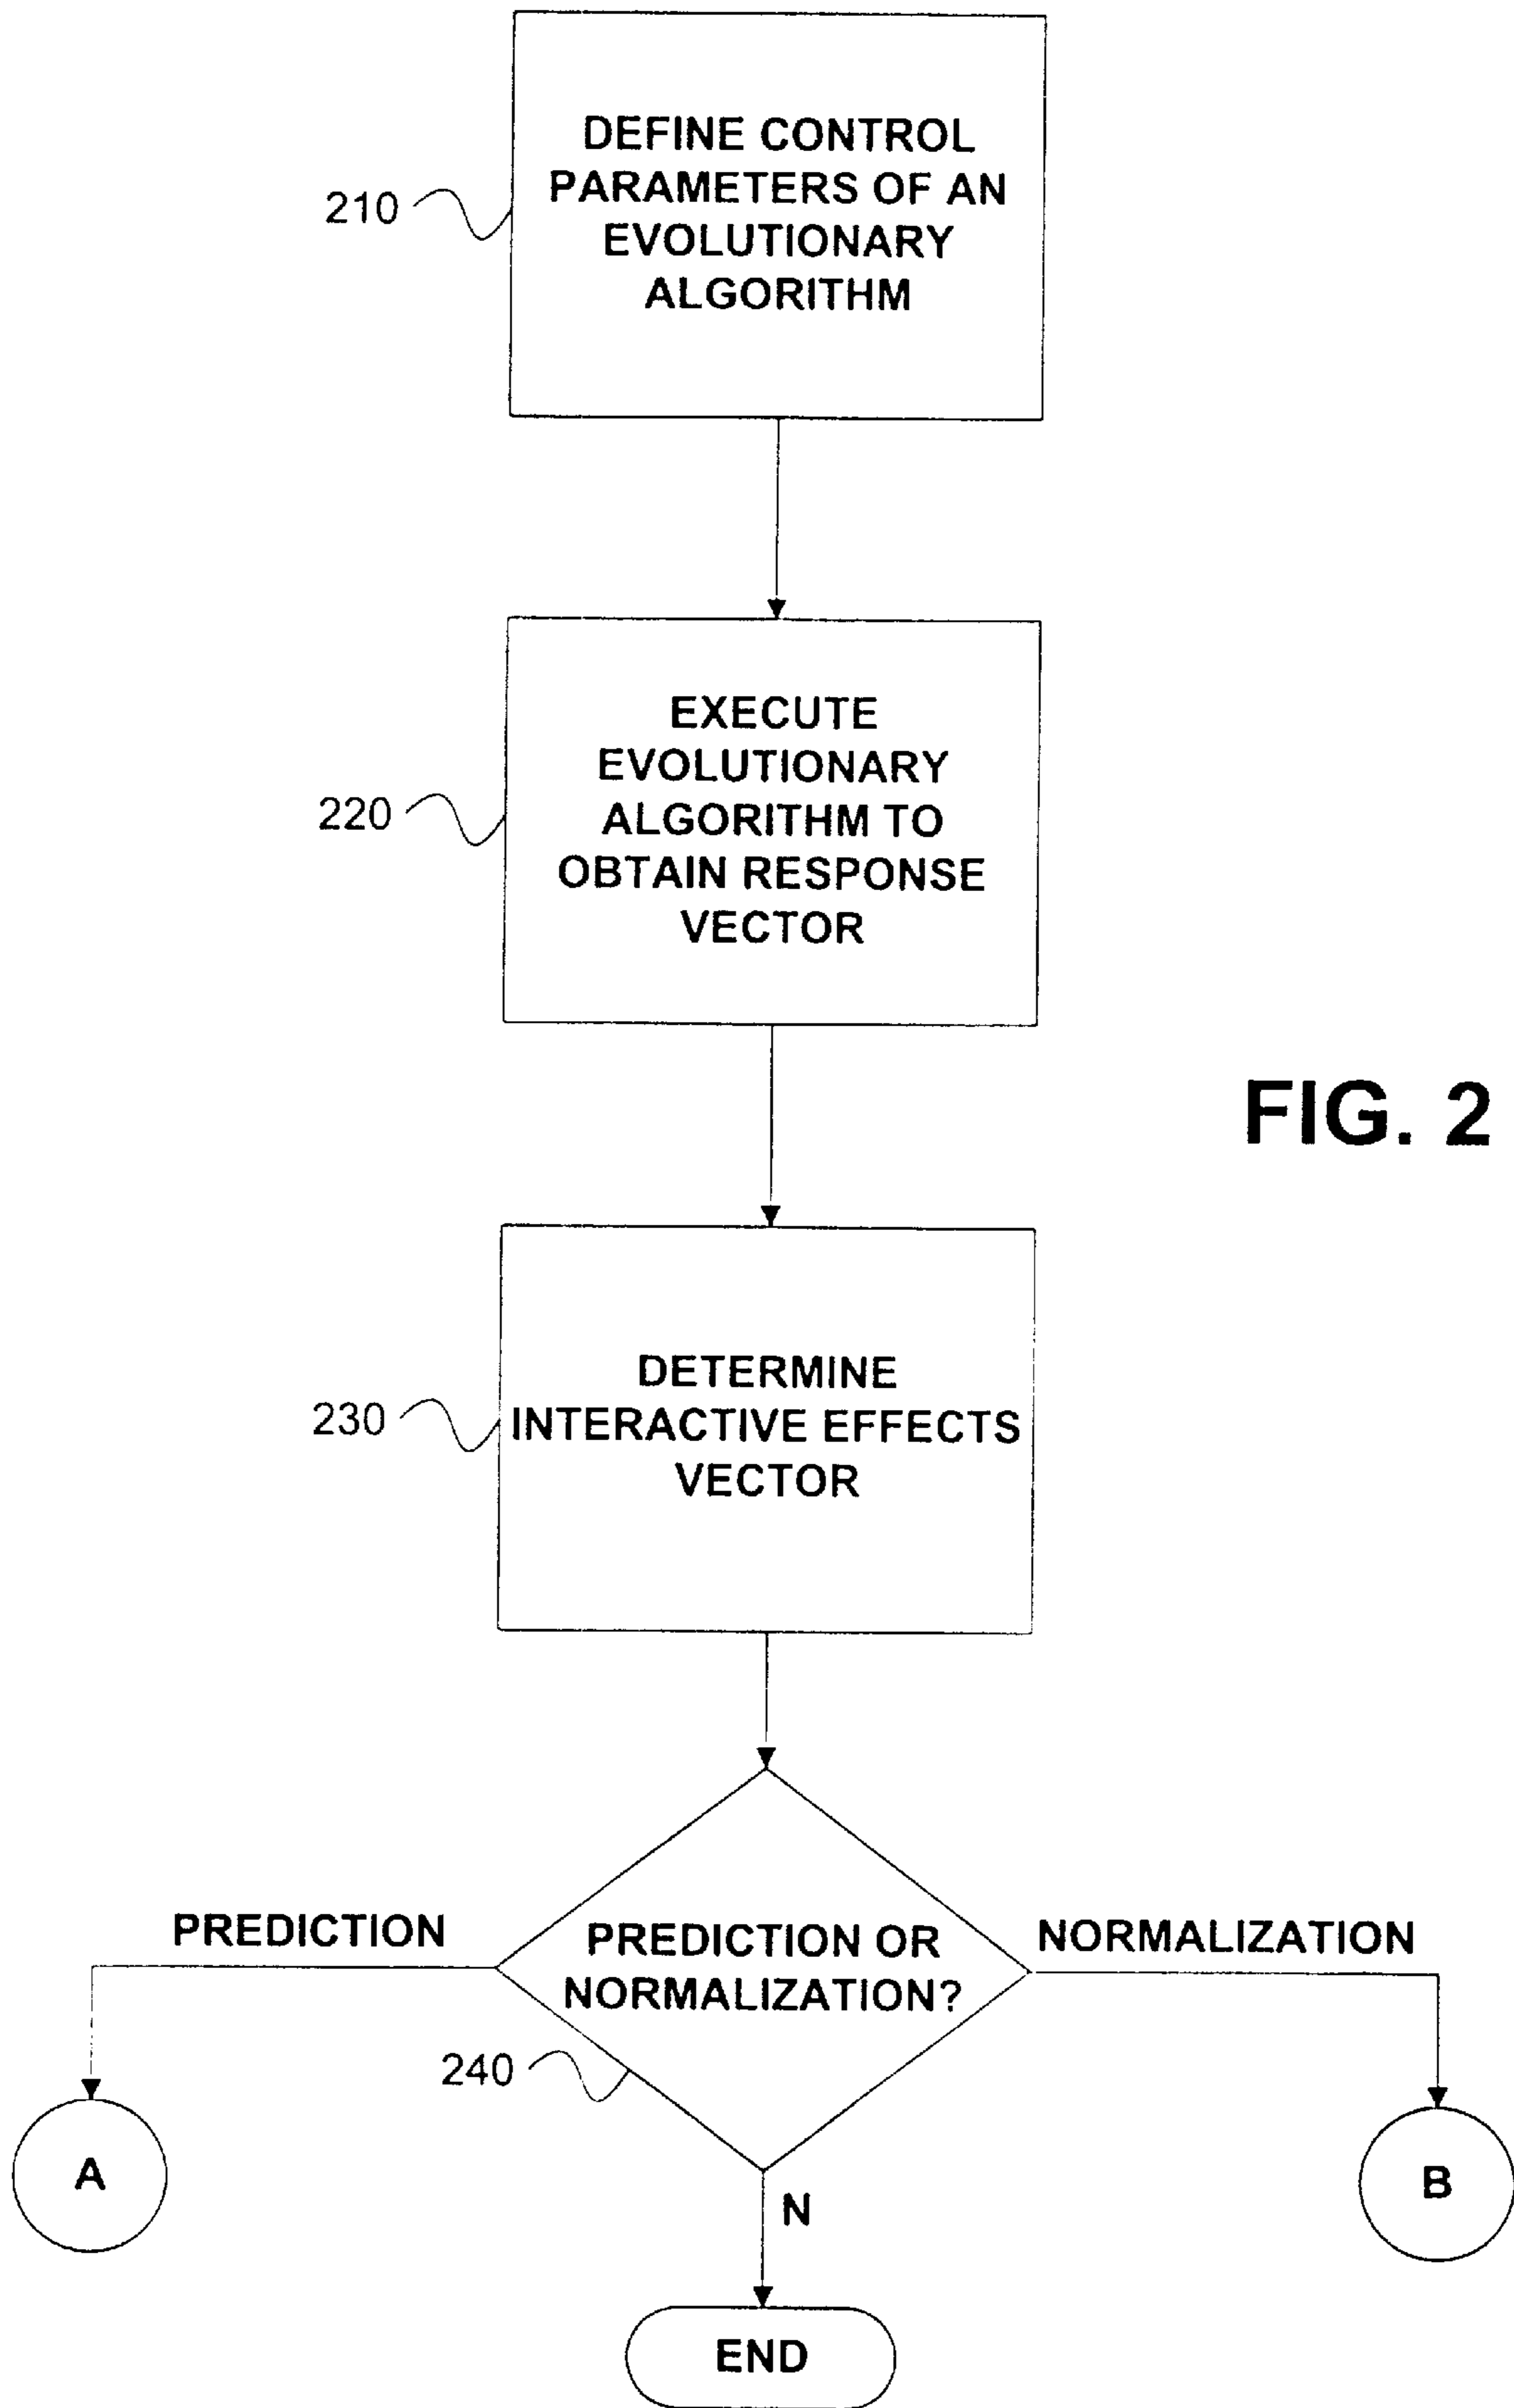 DEFINE CONTROL
PARAMETERS OF AN
EVOLUTIONARY
ALGORITHM
210
EXECUTE
EVOLUTIONARY
ALGORITHM TO
OBTAIN RESPONSE
VECTOR
220
FIG. 2
DETERMINE
INTERACTIVE EFFECTS
VECTOR
230
PREDICTION
PREDICTION OR
NORMALIZATION?
NORMALIZATION
240
A
N
B
END